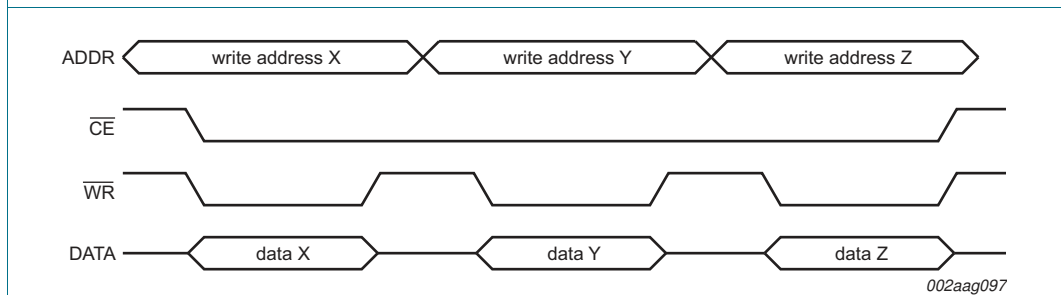 ADDR write address X write address Y write address Z
CE
WR
DATA data X data Y data Z
002aag097